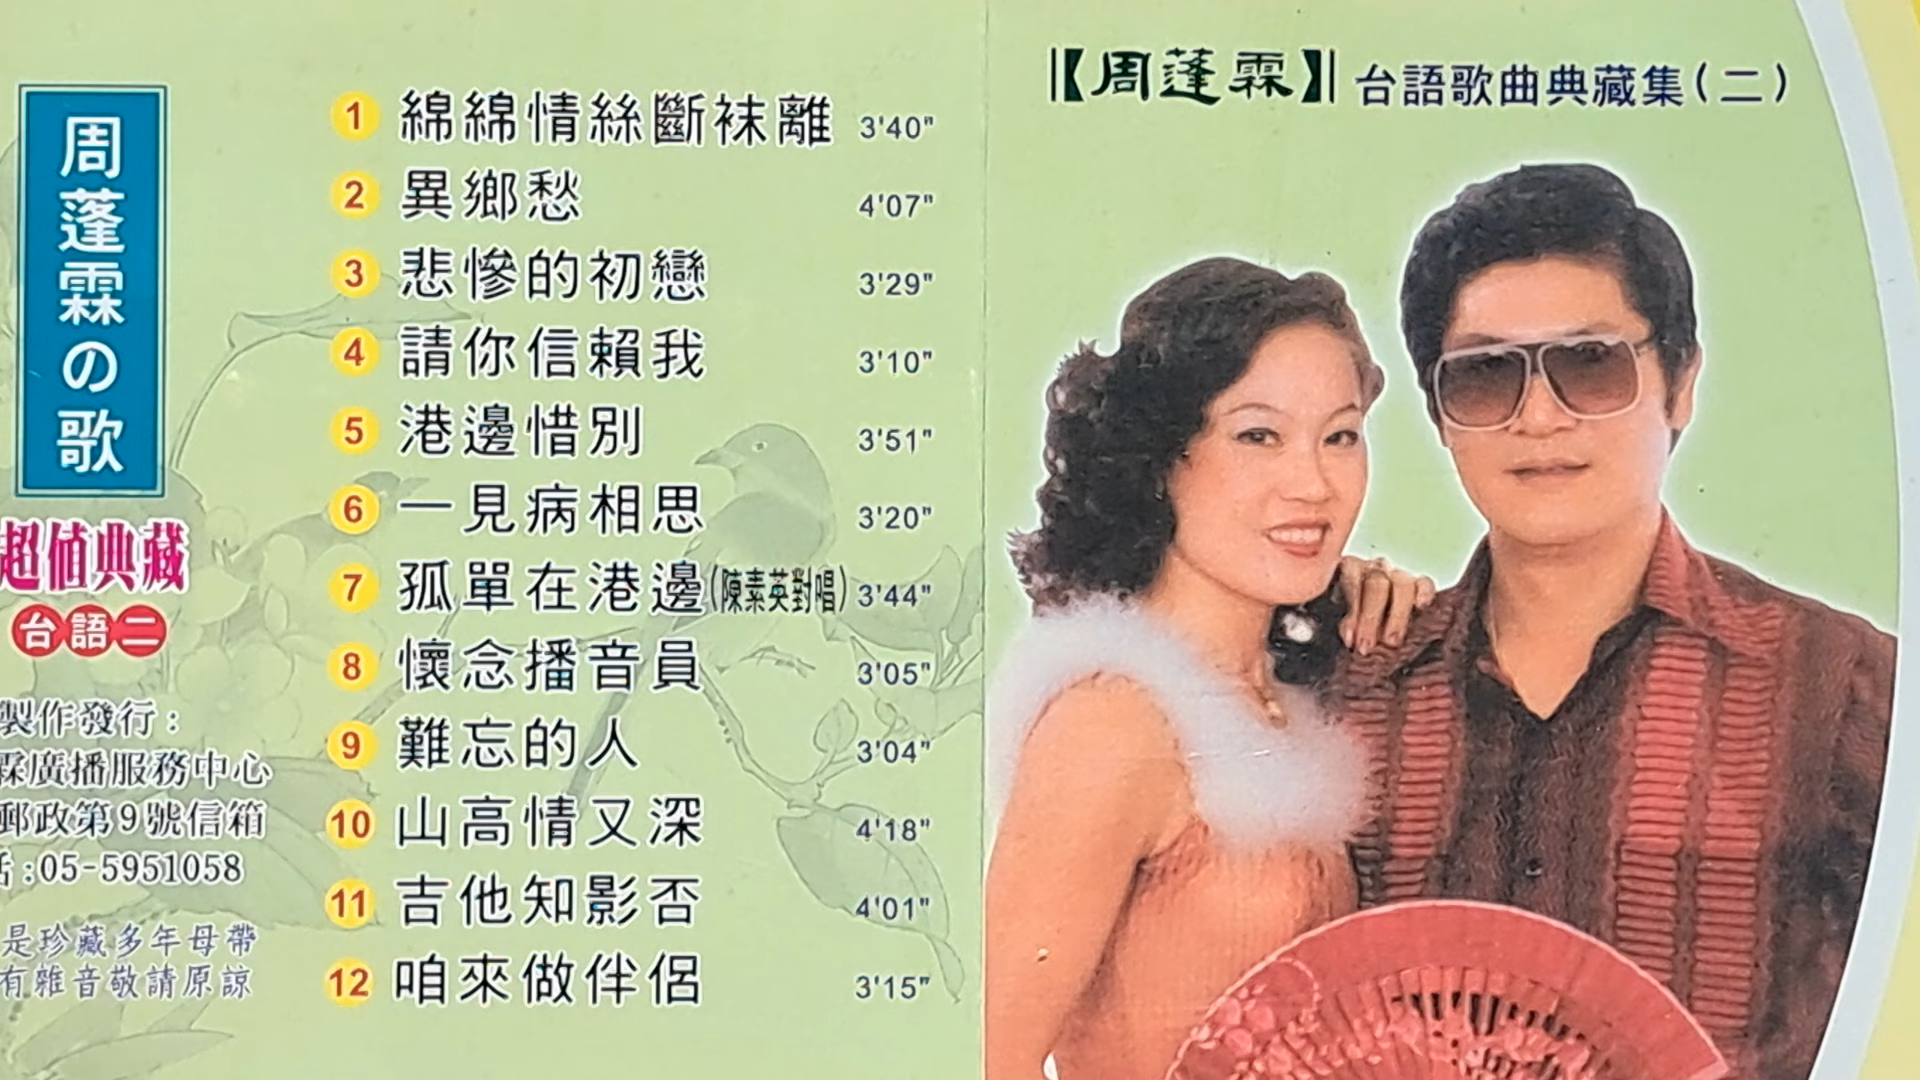 周蓬霖の歌
超值典藏
台語二
製作發行:
霖廣播服務中心
郵政第9號信箱
話:05-5951058
是珍藏多年母帶
有雜音敬請原諒
1 綿綿情絲斷袜離 3'40"
2 異鄉愁 4'07"
3 悲慘的初戀 3'29"
4 請你信賴我 3'10"
5 港邊惜別 3'51"
6 一見病相思 3'20"
7 孤單在港邊(陳素英對唱) 3'44"
8 懷念播音員 3'05"
9 難忘的人 3'04"
10 山高情又深 4'18"
11 吉他知影否 4'01"
12 咱來做伴侶 3'15"
【周蓬霖】台語歌曲典藏集(二)